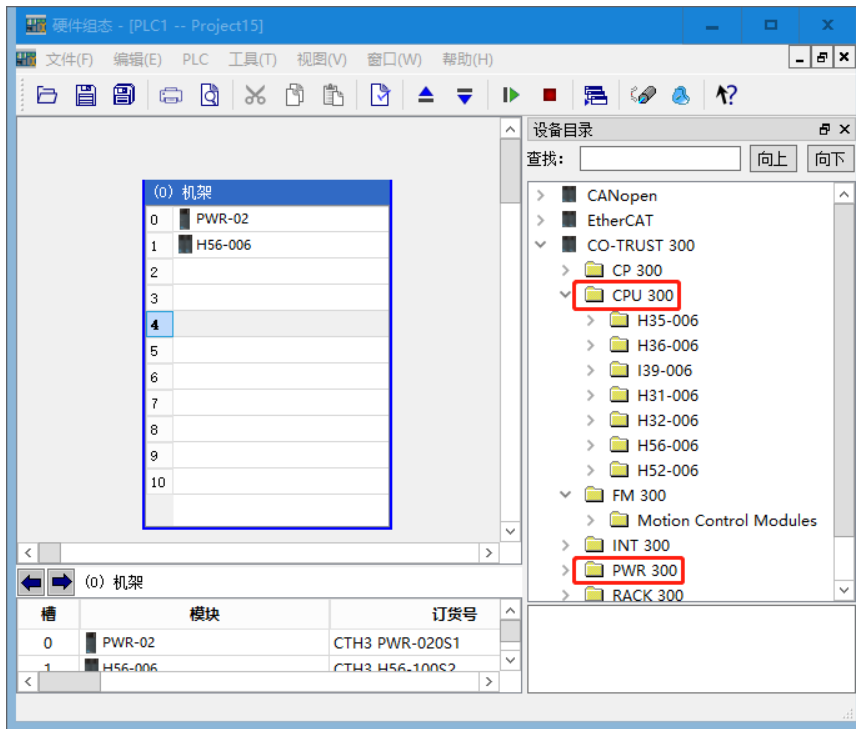 硬件组态 - [PLC1 -- Project15]
文件(F) 编辑(E) PLC 工具(T) 视图(V) 窗口(W) 帮助(H)
(0) 机架
0 PWR-02
1 H56-006
2
3
4
5
6
7
8
9
10
设备目录
查找: 向上 向下
CANopen
EtherCAT
CO-TRUST 300
CP 300
CPU 300
H35-006
H36-006
I39-006
H31-006
H32-006
H56-006
H52-006
FM 300
Motion Control Modules
INT 300
PWR 300
RACK 300
(0) 机架
槽 模块 订货号
0 PWR-02 CTH3 PWR-020S1
1 H56-006 CTH3 H56-100S2